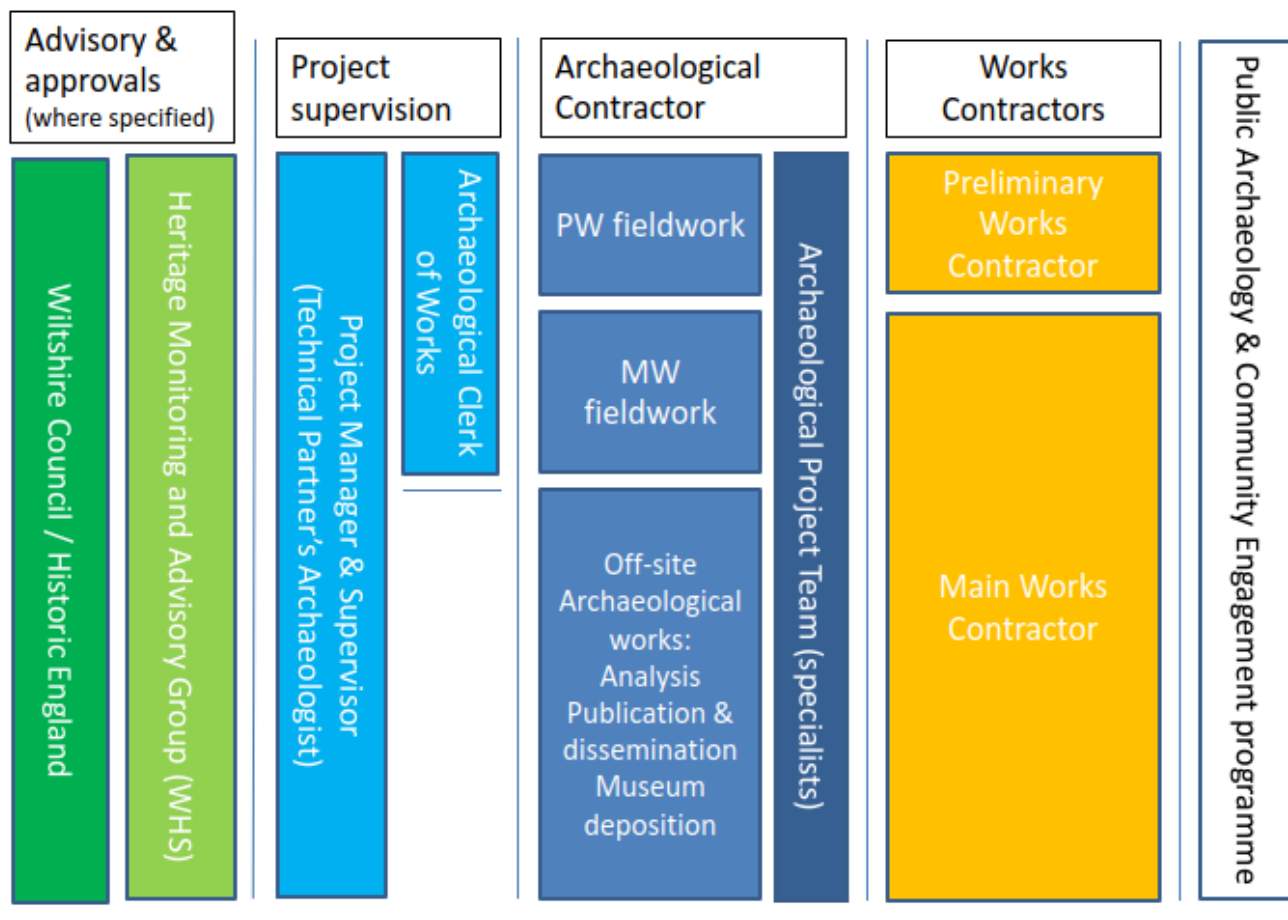 Advisory &
approvals
(where specified)
Wiltshire Council / Historic England
Heritage Monitoring and Advisory Group (WHS)
Project
supervision
Project Manager & Supervisor
(Technical Partner's Archaeologist)
Archaeological Clerk
of Works
Archaeological
Contractor
PW fieldwork
MW
fieldwork
Off-site
Archaeological
works:
Analysis
Publication &
dissemination
Museum
deposition
Archaeological Project Team (specialists)
Works
Contractors
Preliminary
Works
Contractor
Main Works
Contractor
Public Archaeology & Community Engagement programme